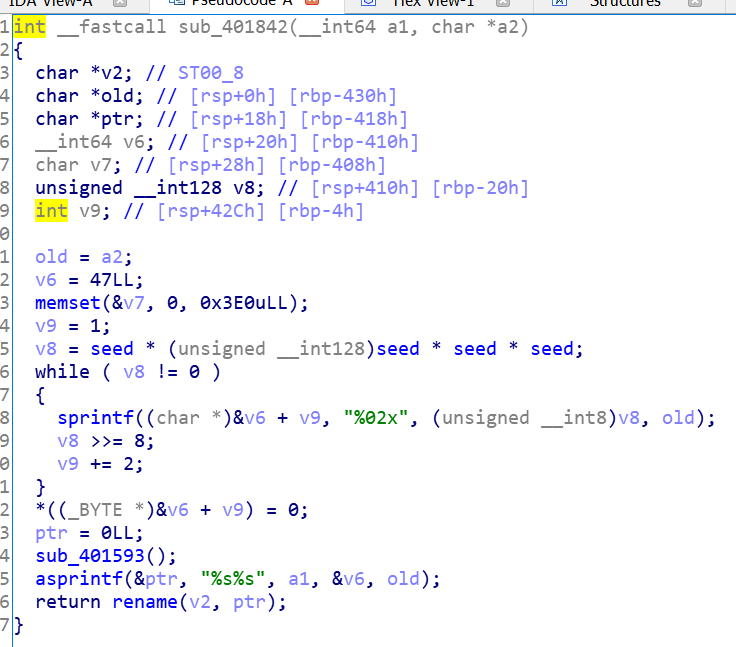 IDA View-A Pseudocode-A Hex View-1 Structures
1 int __fastcall sub_401842(__int64 a1, char *a2)
2 {
3 char *v2; // ST00_8
4 char *old; // [rsp+0h] [rbp-430h]
5 char *ptr; // [rsp+18h] [rbp-418h]
6 __int64 v6; // [rsp+20h] [rbp-410h]
7 char v7; // [rsp+28h] [rbp-408h]
8 unsigned __int128 v8; // [rsp+410h] [rbp-20h]
9 int v9; // [rsp+42Ch] [rbp-4h]
0
1 old = a2;
2 v6 = 47LL;
3 memset(&v7, 0, 0x3E0uLL);
4 v9 = 1;
5 v8 = seed * (unsigned __int128)seed * seed * seed;
6 while ( v8 != 0 )
7 {
8 sprintf((char *)&v6 + v9, "%02x", (unsigned __int8)v8, old);
9 v8 >>= 8;
0 v9 += 2;
1 }
2 *((_BYTE *)&v6 + v9) = 0;
3 ptr = 0LL;
4 sub_401593();
5 asprintf(&ptr, "%s%s", a1, &v6, old);
6 return rename(v2, ptr);
7 }